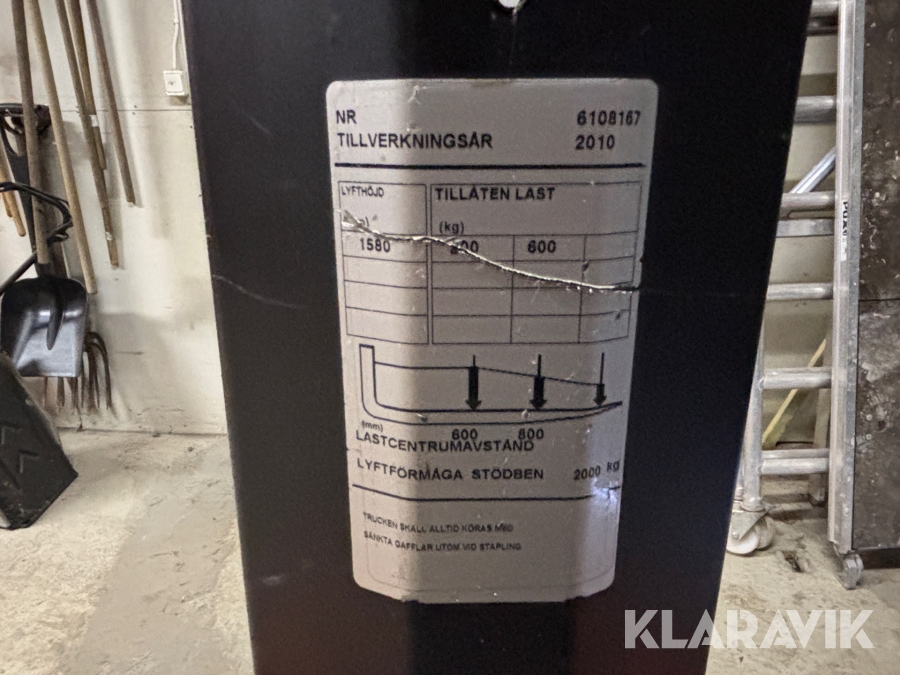 NR 6108167
TILLVERKNINGSÅR 2010
LYFTHÖJD TILLÅTEN LAST
(kg)
1580 600
(mm) 600 800
LASTCENTRUMAVSTÅND
LYFTFÖRMÅGA STÖDBEN 2000 kg
TRUCKEN SKALL ALLTID KÖRAS MED
SÄNKTA GAFFLAR UTOM VID STAPLING
KLARAVIK